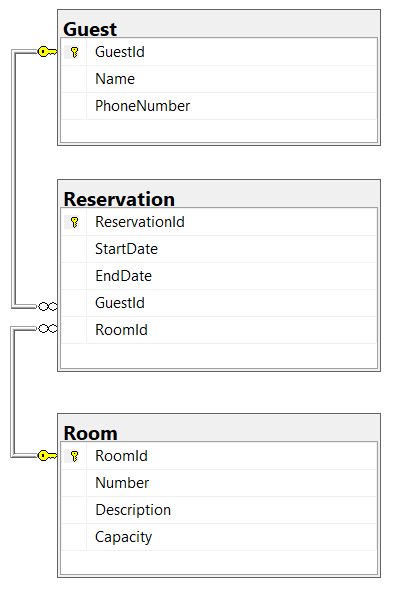 Guest
GuestId
Name
PhoneNumber
Reservation
ReservationId
StartDate
EndDate
GuestId
RoomId
Room
RoomId
Number
Description
Capacity